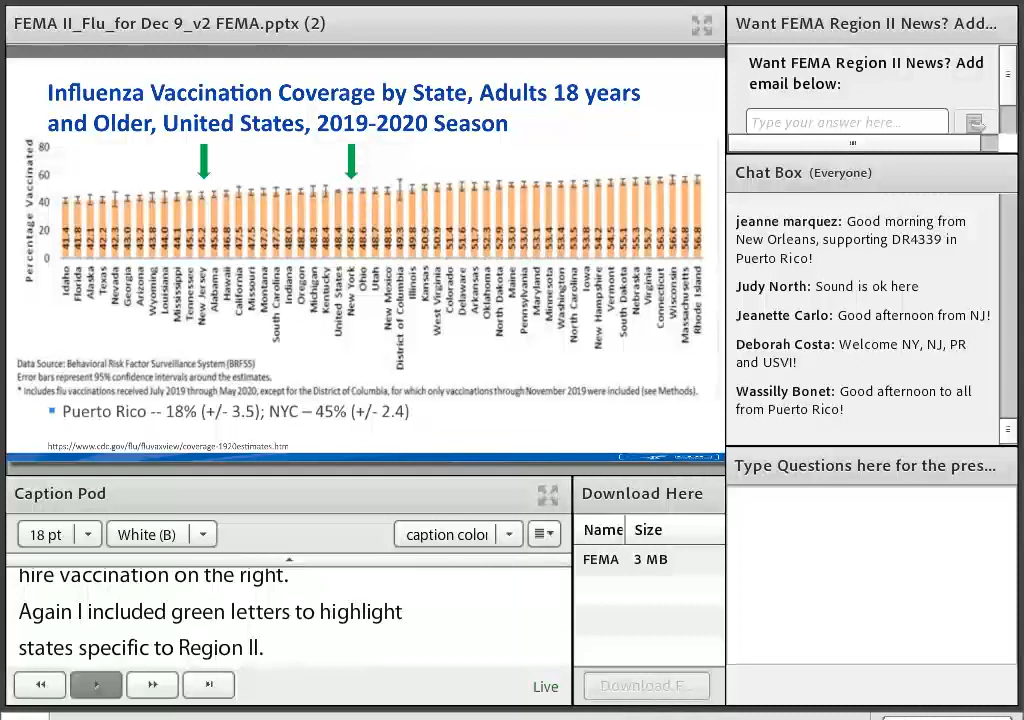 FEMA II_Flu_for Dec 9_v2 FEMA.pptx (2)
Influenza Vaccination Coverage by State, Adults 18 years
and Older, United States, 2019-2020 Season
Percentage Vaccinated
80
60
40
20
0
41.4 41.8 42.1 42.2 42.3 43.0 43.2 43.8 44.0 44.1 45.1 45.2 45.8 46.8 47.5 47.5 47.7 47.7 48.0 48.2 48.3 48.4 48.4 48.6 48.6 48.7 48.8 49.3 50.9 50.9 51.4 51.6 51.7 52.3 52.9 53.0 53.0 53.1 53.4 53.4 53.5 53.8 54.2 54.5 55.1 55.3 55.7 56.3 56.6 56.8
Idaho Florida Alaska Texas Nevada Georgia Arizona Wyoming Louisiana Mississippi Tennessee New Jersey Alabama Hawaii California Missouri Montana South Carolina Indiana Oregon Michigan Kentucky United States New York Ohio Utah New Mexico District of Columbia Illinois Kansas West Virginia Colorado Delaware Arkansas Oklahoma North Dakota Maine Pennsylvania Maryland Minnesota Washington North Carolina Iowa New Hampshire Vermont South Dakota Nebraska Virginia Connecticut Wisconsin Massachusetts Rhode Island
Data Source: Behavioral Risk Factor Surveillance System (BRFSS)
Error bars represent 95% confidence intervals around the estimates.
* Includes flu vaccinations received July 2019 through May 2020, except for the District of Columbia, for which only vaccinations through November 2019 were included (see Methods).
Puerto Rico -- 18% (+/- 3.5); NYC – 45% (+/- 2.4)
https://www.cdc.gov/flu/fluvaxview/coverage-1920estimates.htm
Caption Pod
18 pt
White (B)
caption color
hire vaccination on the right.
Again I included green letters to highlight
states specific to Region II.
Live
Download Here
Name Size
FEMA 3 MB
Download F...
Want FEMA Region II News? Add...
Want FEMA Region II News? Add
email below:
Type your answer here...
Chat Box (Everyone)
jeanne marquez: Good morning from
New Orleans, supporting DR4339 in
Puerto Rico!
Judy North: Sound is ok here
Jeanette Carlo: Good afternoon from NJ!
Deborah Costa: Welcome NY, NJ, PR
and USVI!
Wassilly Bonet: Good afternoon to all
from Puerto Rico!
Type Questions here for the pres...